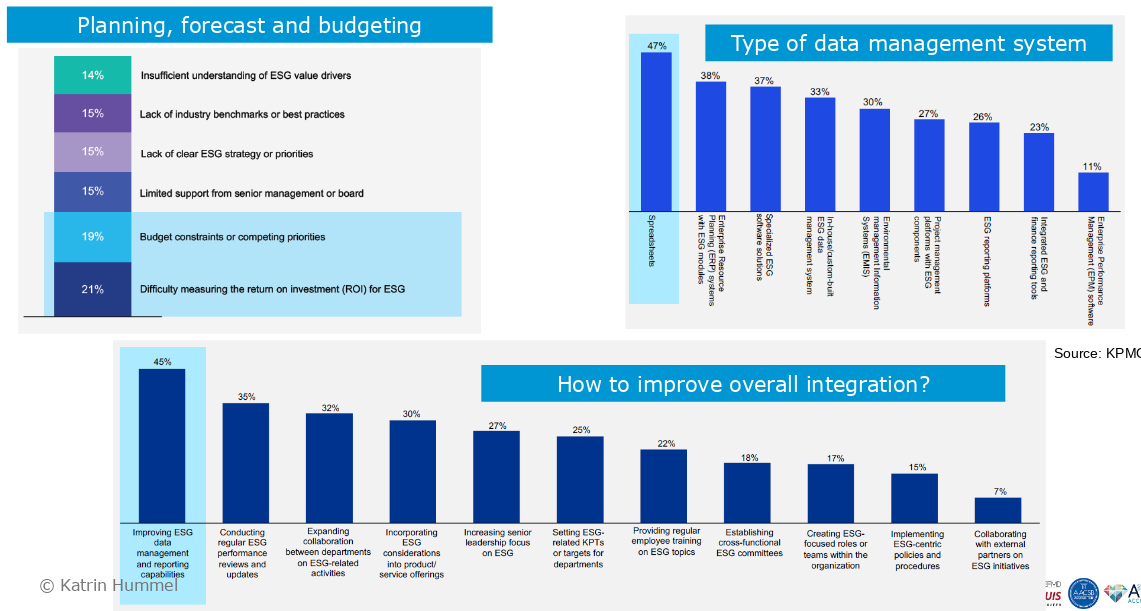 Planning, forecast and budgeting
14%
Insufficient understanding of ESG value drivers
15%
Lack of industry benchmarks or best practices
15%
Lack of clear ESG strategy or priorities
15%
Limited support from senior management or board
19%
Budget constraints or competing priorities
21%
Difficulty measuring the return on investment (ROI) for ESG
Type of data management system
47%
38%
37%
33%
30%
27%
26%
23%
11%
Spreadsheets
Enterprise Resource
Planning (ERP) systems
with ESG modules
Specialized ESG
software solutions
In-house/custom-built
ESG data
management system
Environmental
management Information
Systems (EMIS)
Project management
platforms with ESG
components
ESG reporting platforms
Integrated ESG and
finance reporting tools
Enterprise Performance
Management (EPM) software
Source: KPMG
How to improve overall integration?
45%
35%
32%
30%
27%
25%
22%
18%
17%
15%
7%
Improving ESG
data
management
and reporting
capabilities
Conducting
regular ESG
performance
reviews and
updates
Expanding
collaboration
between departments
on ESG-related
activities
Incorporating
ESG
considerations
into product/
service offerings
Increasing senior
leadership focus
on ESG
Setting ESG-
related KPTs
or targets for
departments
Providing regular
employee training
on ESG topics
Establishing
cross-functional
ESG committees
Creating ESG-
focused roles or
teams within the
organization
Implementing
ESG-centric
policies and
procedures
Collaborating
with external
partners on
ESG initiatives
© Katrin Hummel
AACSB